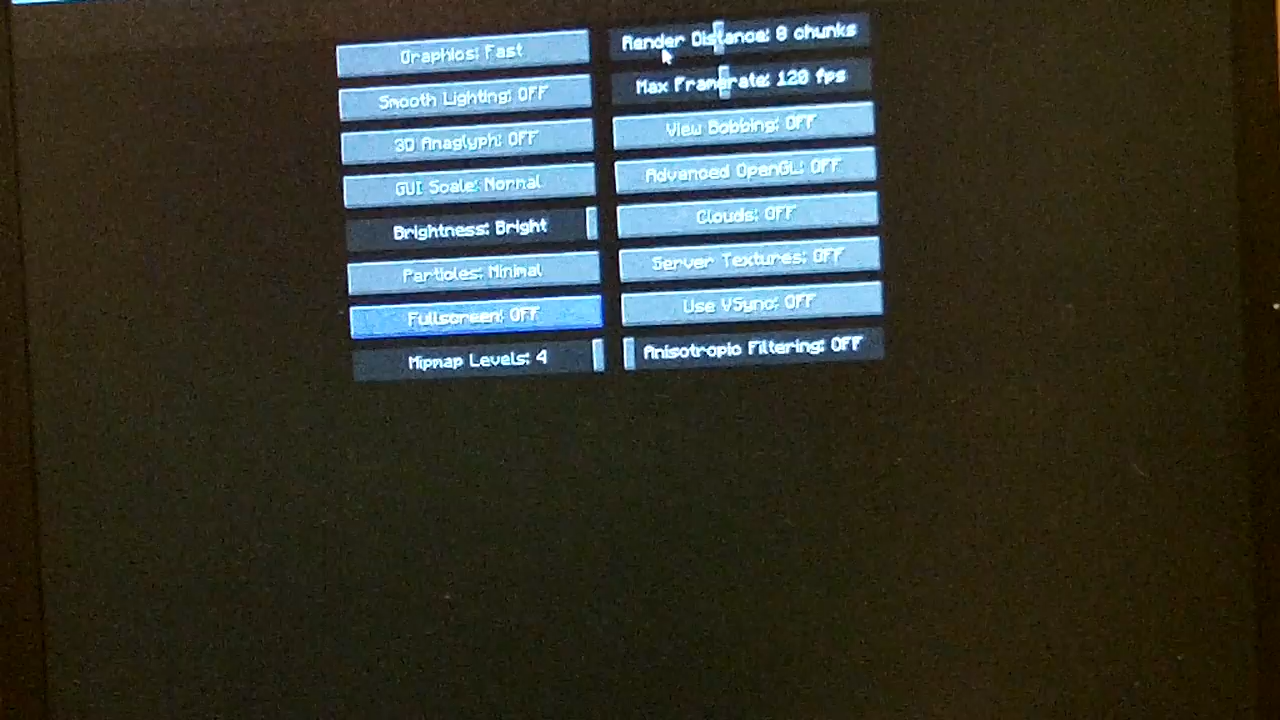 Graphics: Fast
Render Distance: 8 chunks
Smooth Lighting: OFF
Max Framerate: 120 fps
3D Anaglyph: OFF
View Bobbing: OFF
GUI Scale: Normal
Advanced OpenGL: OFF
Brightness: Bright
Clouds: OFF
Particles: Minimal
Server Textures: OFF
Fullscreen: OFF
Use VSync: OFF
Mipmap Levels: 4
Anisotropic Filtering: OFF